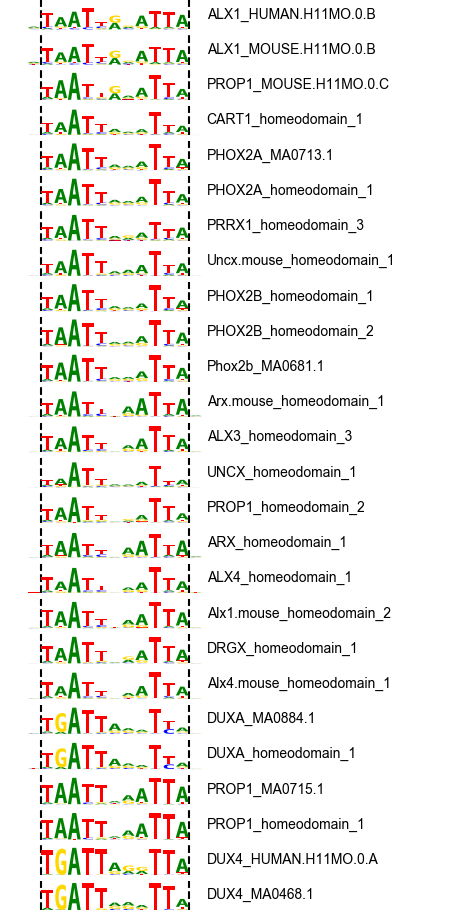 ALX1_HUMAN.H11MO.0.B
ALX1_MOUSE.H11MO.0.B
PROP1_MOUSE.H11MO.0.C
CART1_homeodomain_1
PHOX2A_MA0713.1
PHOX2A_homeodomain_1
PRRX1_homeodomain_3
Uncx.mouse_homeodomain_1
PHOX2B_homeodomain_1
PHOX2B_homeodomain_2
Phox2b_MA0681.1
Arx.mouse_homeodomain_1
ALX3_homeodomain_3
UNCX_homeodomain_1
PROP1_homeodomain_2
ARX_homeodomain_1
ALX4_homeodomain_1
Alx1.mouse_homeodomain_2
DRGX_homeodomain_1
Alx4.mouse_homeodomain_1
DUXA_MA0884.1
DUXA_homeodomain_1
PROP1_MA0715.1
PROP1_homeodomain_1
DUX4_HUMAN.H11MO.0.A
DUX4_MA0468.1